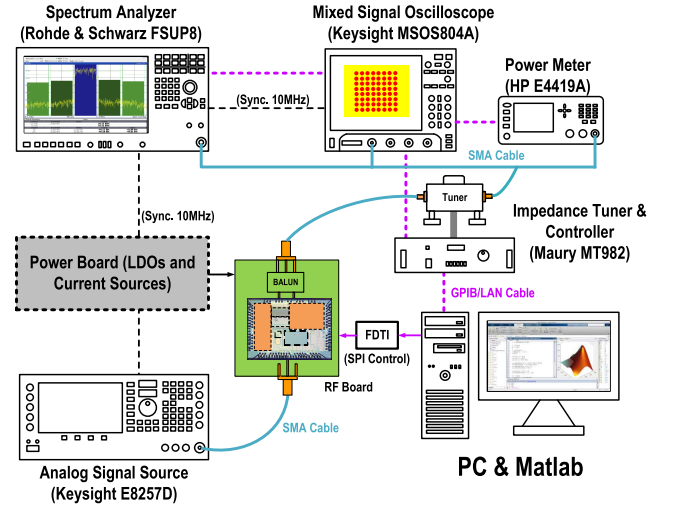 Spectrum Analyzer
(Rohde & Schwarz FSUP8)
Mixed Signal Oscilloscope
(Keysight MSOS804A)
Power Meter
(HP E4419A)
(Sync. 10MHz)
SMA Cable
Tuner
(Sync. 10MHz)
Impedance Tuner &
Controller
(Maury MT982)
Power Board (LDOs and
Current Sources)
BALUN
GPIB/LAN Cable
FDTI
(SPI Control)
RF Board
SMA Cable
Analog Signal Source
(Keysight E8257D)
PC & Matlab